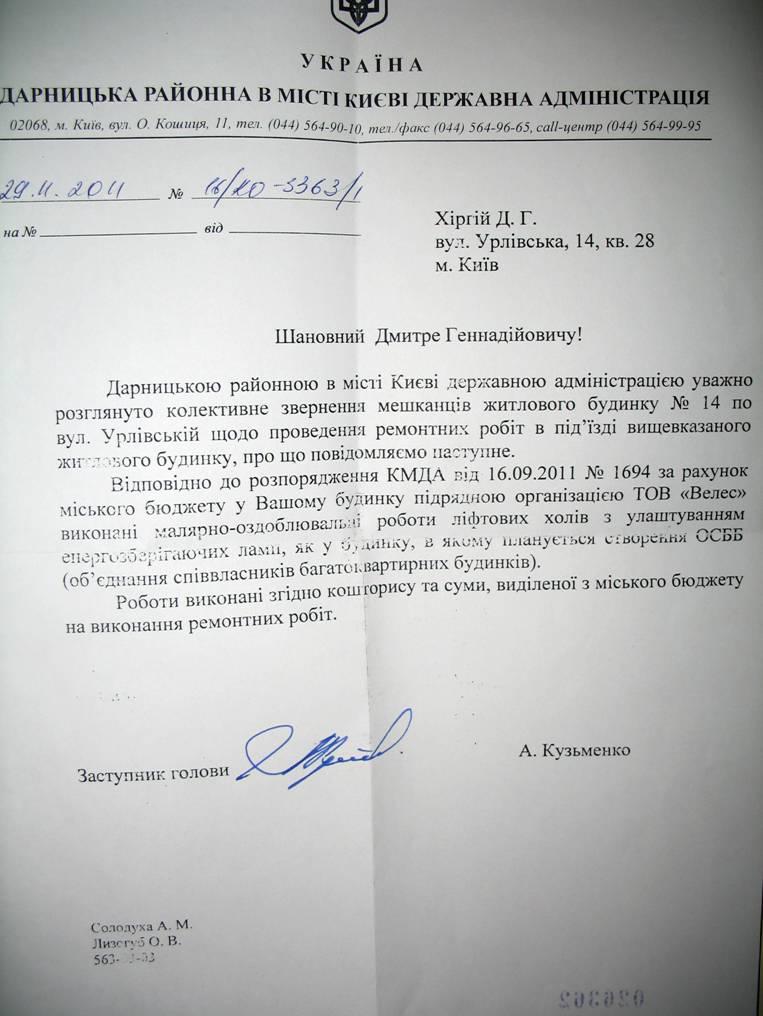 УКРАЇНА
ДАРНИЦЬКА РАЙОННА В МІСТІ КИЄВІ ДЕРЖАВНА АДМІНІСТРАЦІЯ
02068, м. Київ, вул. О. Кошиця, 11, тел. (044) 564-90-10, тел./факс (044) 564-96-65, call-центр (044) 564-99-95
29.11.2011 № 16/КО-3363/1
на № від
Хіргій Д. Г.
вул. Урлівська, 14, кв. 28
м. Київ
Шановний Дмитре Геннадійовичу!
Дарницькою районною в місті Києві державною адміністрацією уважно
розглянуто колективне звернення мешканців житлового будинку № 14 по
вул. Урлівській щодо проведення ремонтних робіт в під’їзді вищевказаного
житлового будинку, про що повідомляємо наступне.
Відповідно до розпорядження КМДА від 16.09.2011 № 1694 за рахунок
міського бюджету у Вашому будинку підрядною організацією ТОВ «Велес»
виконані малярно-оздоблювальні роботи ліфтових холів з улаштуванням
енергозберігаючих ламп, як у будинку, в якому планується створення ОСББ
(об’єднання співвласників багатоквартирних будинків).
Роботи виконані згідно кошторису та суми, виділеної з міського бюджету
на виконання ремонтних робіт.
Заступник голови А. Кузьменко
Солодуха А. М.
Лизогуб О. В.
026362